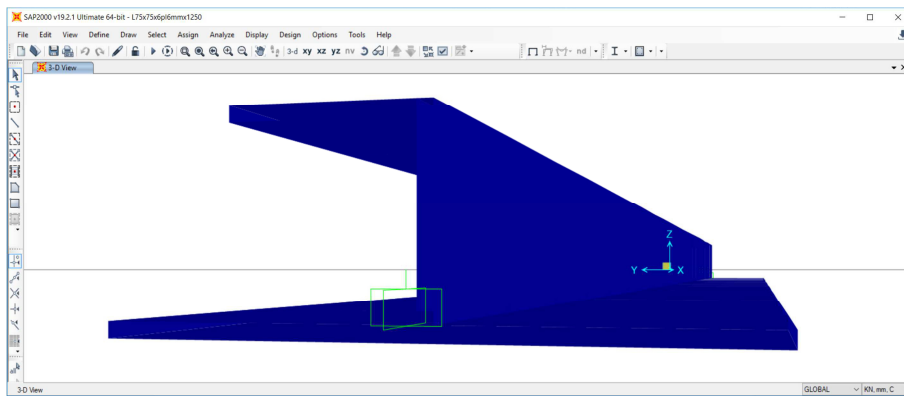 SAP2000 v19.2.1 Ultimate 64-bit - L75x75x6pl6mmx1250
File Edit View Define Draw Select Assign Analyze Display Design Options Tools Help
3-d xy xz yz nv nd
3-D View
Z
Y X
3-D View GLOBAL KN, mm, C